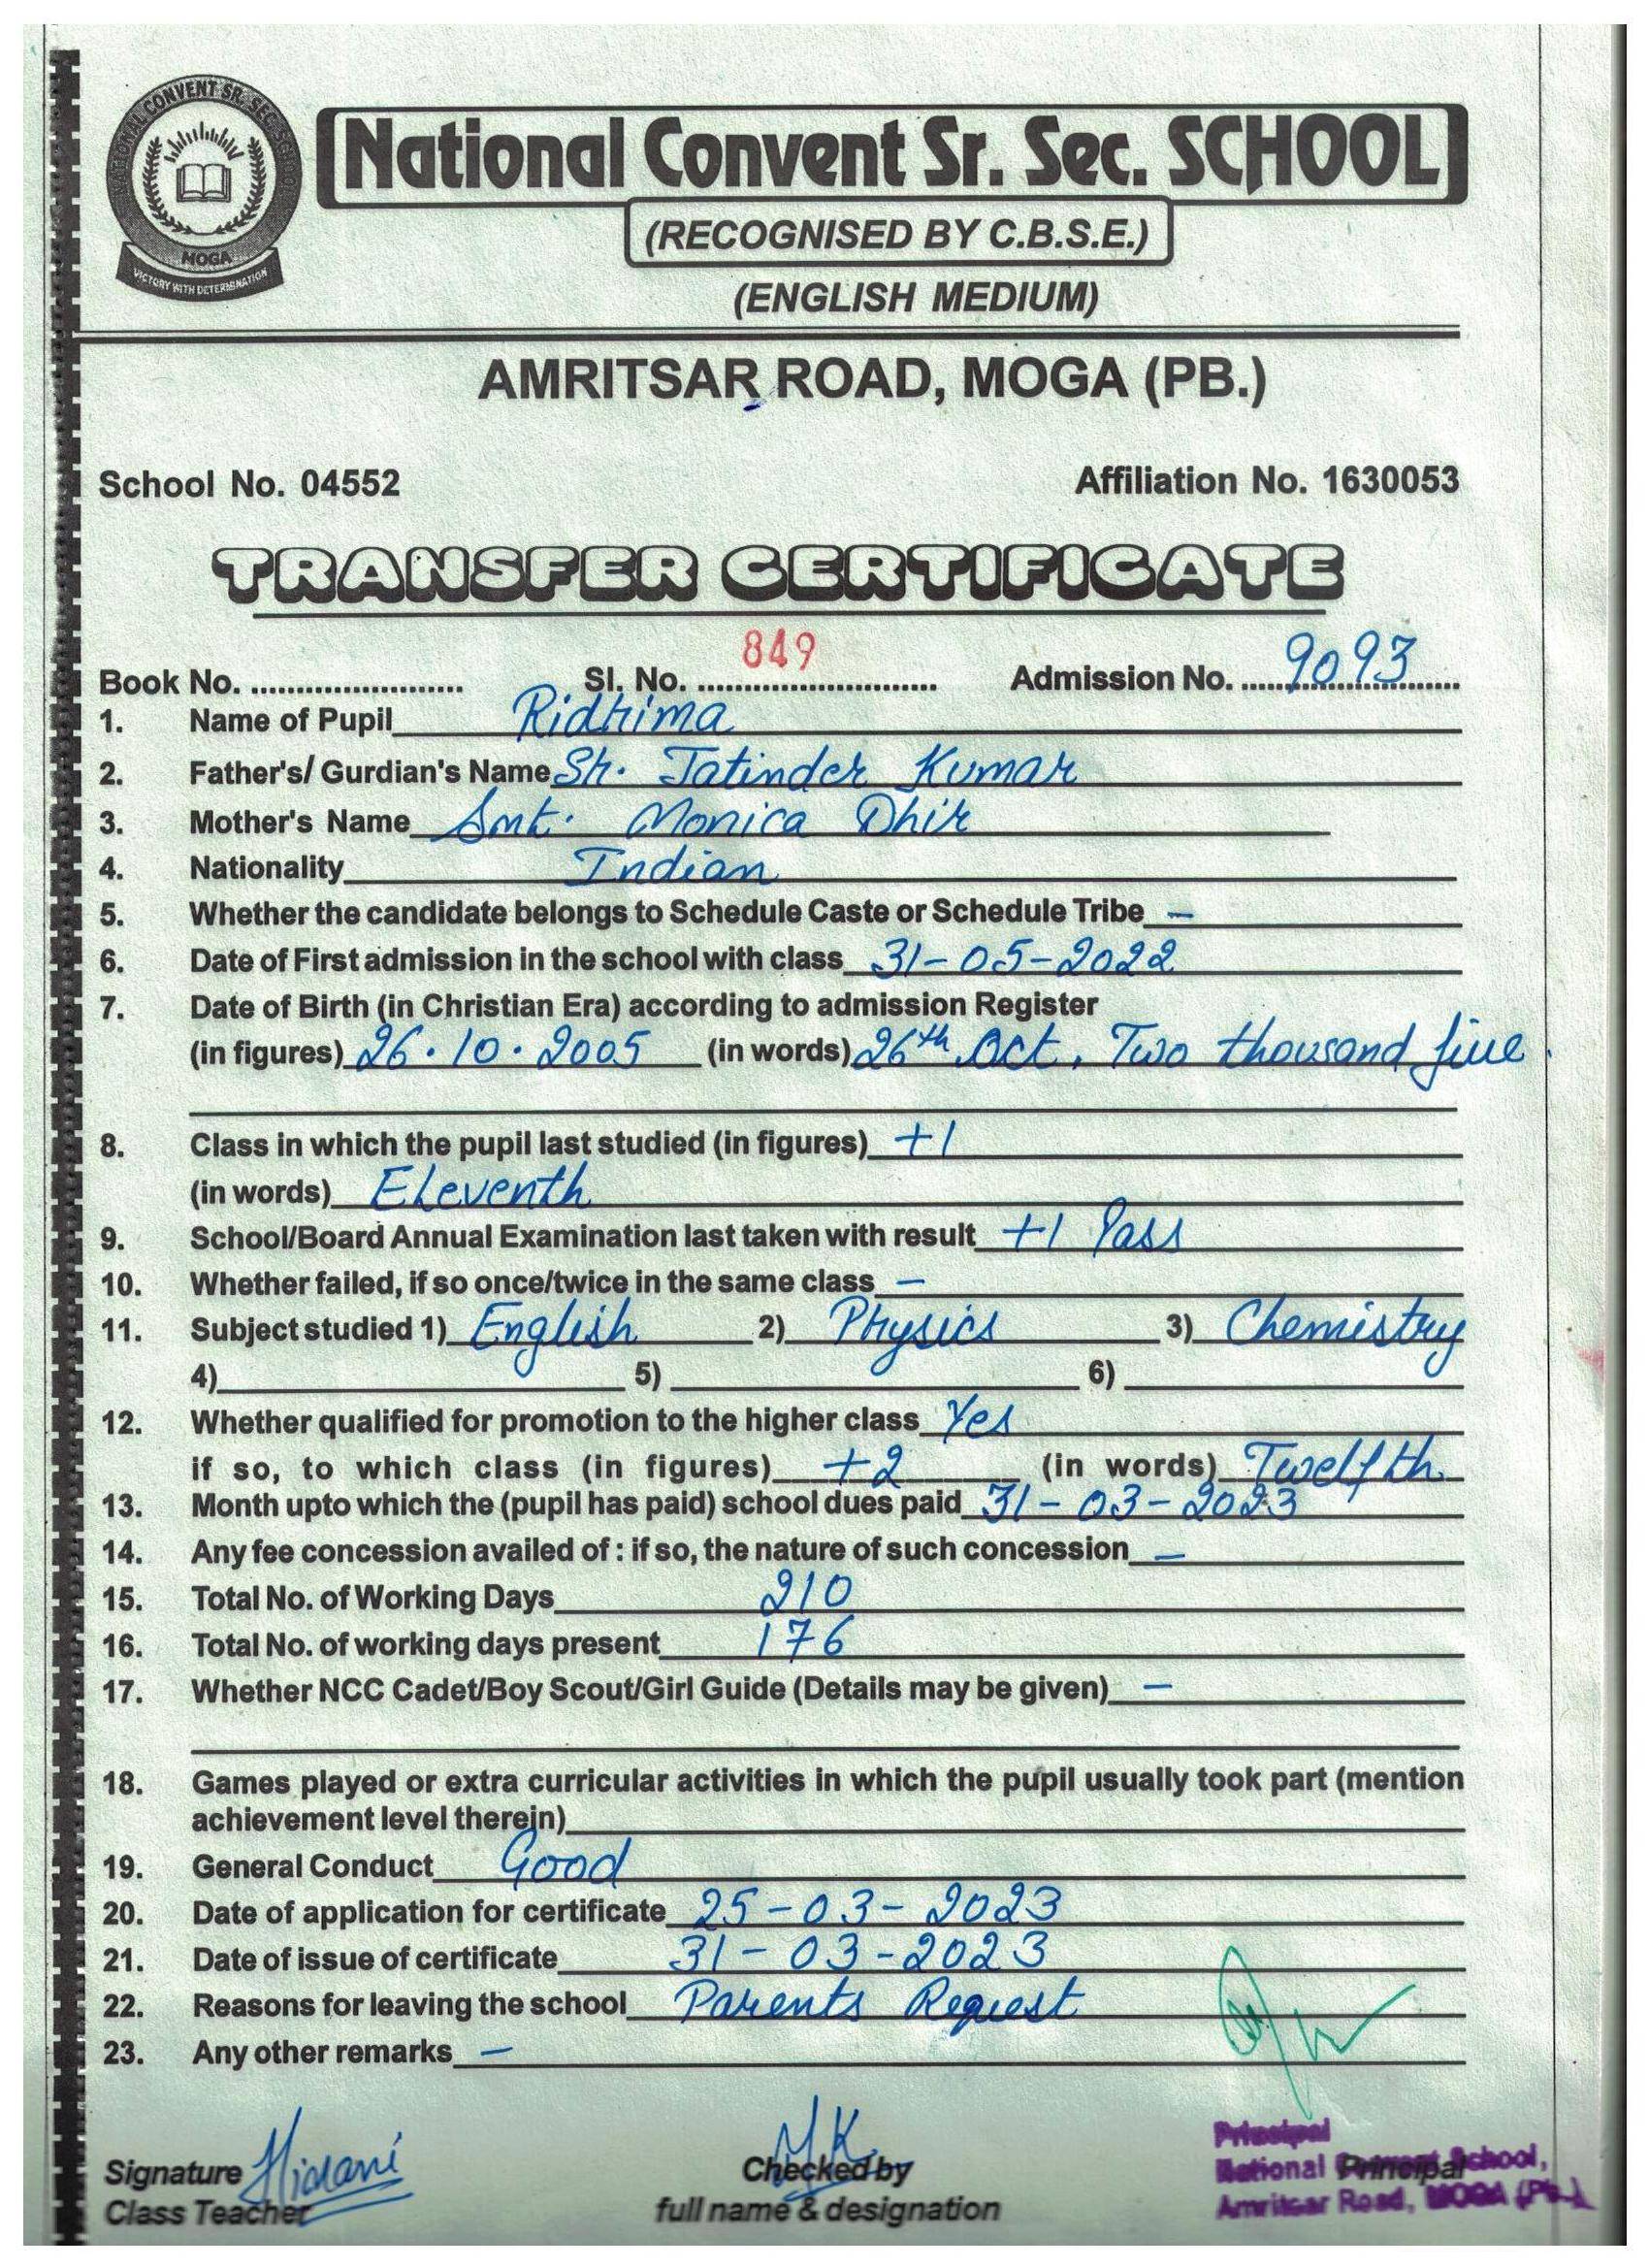 NATIONAL CONVENT SR. SEC. SCHOOL
MOGA
VICTORY WITH DETERMINATION
National Convent Sr. Sec. SCHOOL
(RECOGNISED BY C.B.S.E.)
(ENGLISH MEDIUM)
AMRITSAR ROAD, MOGA (PB.)
School No. 04552 Affiliation No. 1630053
TRANSFER CERTIFICATE
Book No. ........................ Sl. No. 849 Admission No. 9093
1. Name of Pupil Ridhima
2. Father's/ Gurdian's Name Sh. Jatinder Kumar
3. Mother's Name Smt. Monica Dhir
4. Nationality Indian
5. Whether the candidate belongs to Schedule Caste or Schedule Tribe —
6. Date of First admission in the school with class 31-05-2022
7. Date of Birth (in Christian Era) according to admission Register
(in figures) 26.10.2005 (in words) 26th Oct, Two thousand five.
8. Class in which the pupil last studied (in figures) +1
(in words) Eleventh
9. School/Board Annual Examination last taken with result +1 Pass
10. Whether failed, if so once/twice in the same class —
11. Subject studied 1) English 2) Physics 3) Chemistry
4) 5) 6)
12. Whether qualified for promotion to the higher class Yes
if so, to which class (in figures) +2 (in words) Twelfth
13. Month upto which the (pupil has paid) school dues paid 31-03-2023
14. Any fee concession availed of : if so, the nature of such concession —
15. Total No. of Working Days 210
16. Total No. of working days present 176
17. Whether NCC Cadet/Boy Scout/Girl Guide (Details may be given) —
18. Games played or extra curricular activities in which the pupil usually took part (mention
achievement level therein)
19. General Conduct Good
20. Date of application for certificate 25-03-2023
21. Date of issue of certificate 31-03-2023
22. Reasons for leaving the school Parents Request
23. Any other remarks —
Signature
Class Teacher
Checked by
full name & designation
Principal
Principal
National Convent School,
Amritsar Road, MOGA (Pb.)